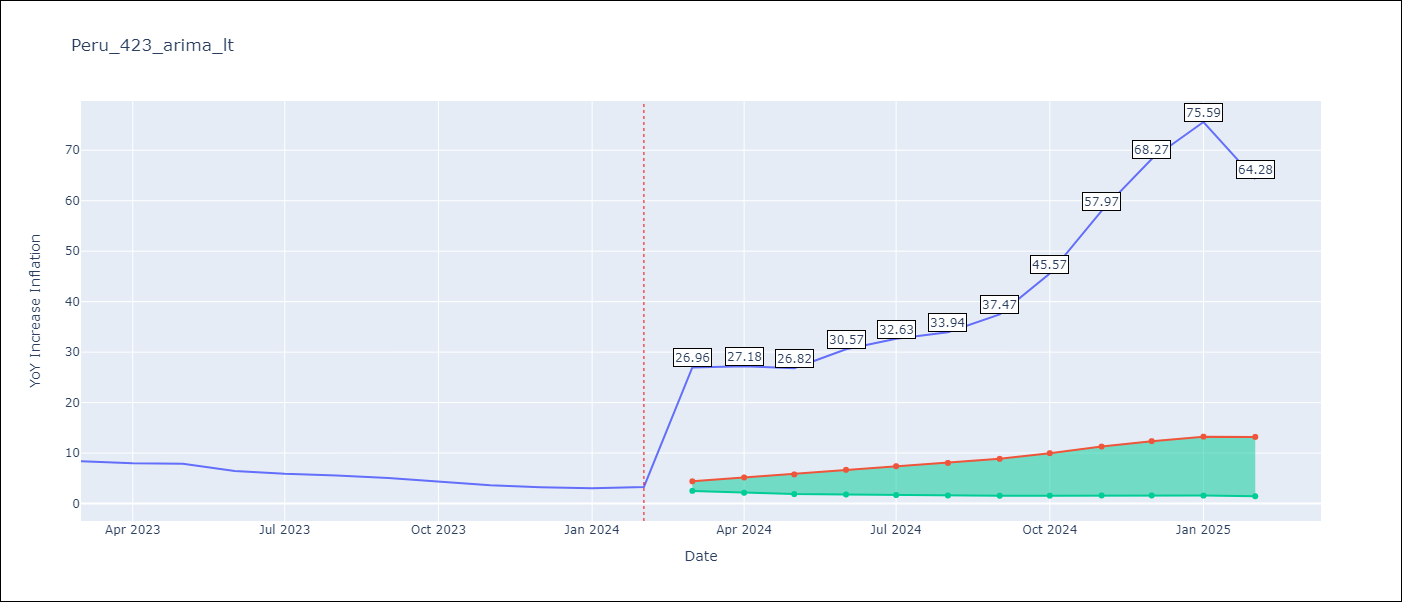 Peru_423_arima_lt
YoY Increase Inflation
70
60
50
40
30
20
10
0
26.96
27.18
26.82
30.57
32.63
33.94
37.47
45.57
57.97
68.27
75.59
64.28
Apr 2023
Jul 2023
Oct 2023
Jan 2024
Apr 2024
Jul 2024
Oct 2024
Jan 2025
Date